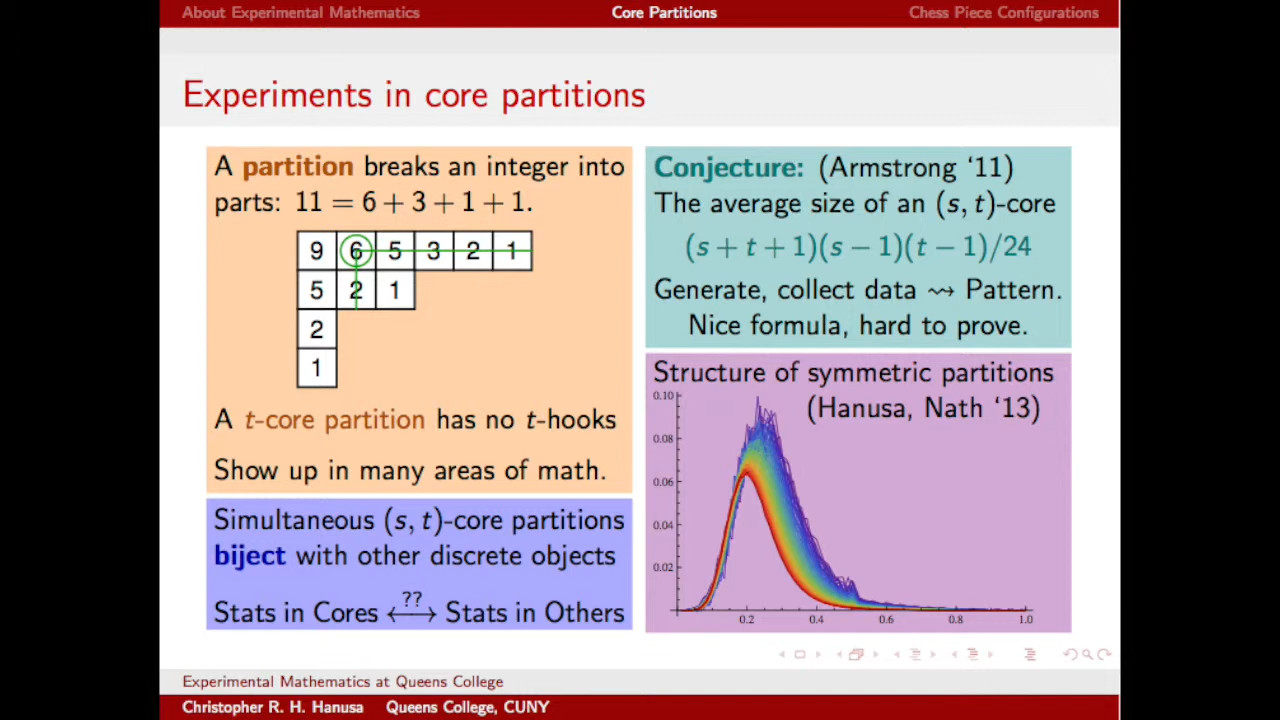 About Experimental Mathematics Core Partitions Chess Piece Configurations
Experiments in core partitions
A partition breaks an integer into
parts: 11 = 6 + 3 + 1 + 1.
9 6 5 3 2 1
5 2 1
2
1
A t-core partition has no t-hooks
Show up in many areas of math.
Simultaneous (s, t)-core partitions
biject with other discrete objects
Stats in Cores ⟷ Stats in Others
??
Conjecture: (Armstrong ‘11)
The average size of an (s, t)-core
(s + t + 1)(s − 1)(t − 1)/24
Generate, collect data ⇝ Pattern.
Nice formula, hard to prove.
Structure of symmetric partitions
(Hanusa, Nath ‘13)
0.10
0.08
0.06
0.04
0.02
0.2 0.4 0.6 0.8 1.0
Experimental Mathematics at Queens College
Christopher R. H. Hanusa Queens College, CUNY